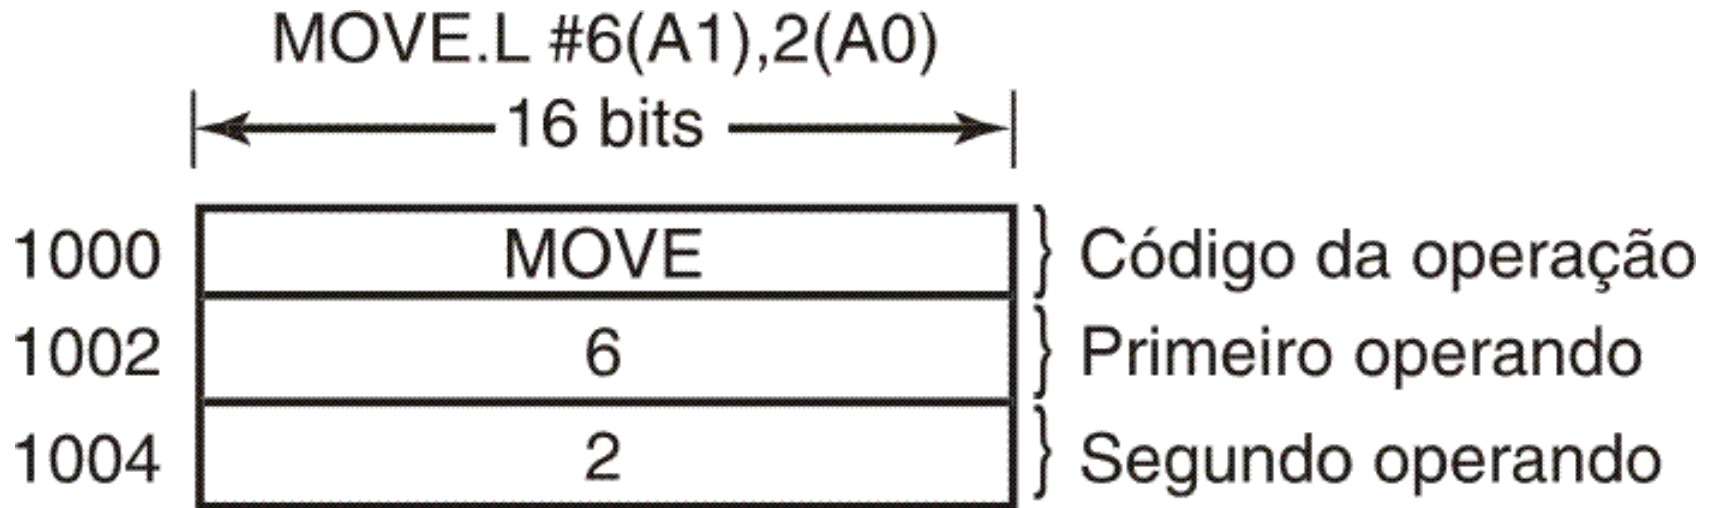 MOVE.L #6(A1),2(A0)
16 bits
1000 MOVE Código da operação
1002 6 Primeiro operando
1004 2 Segundo operando